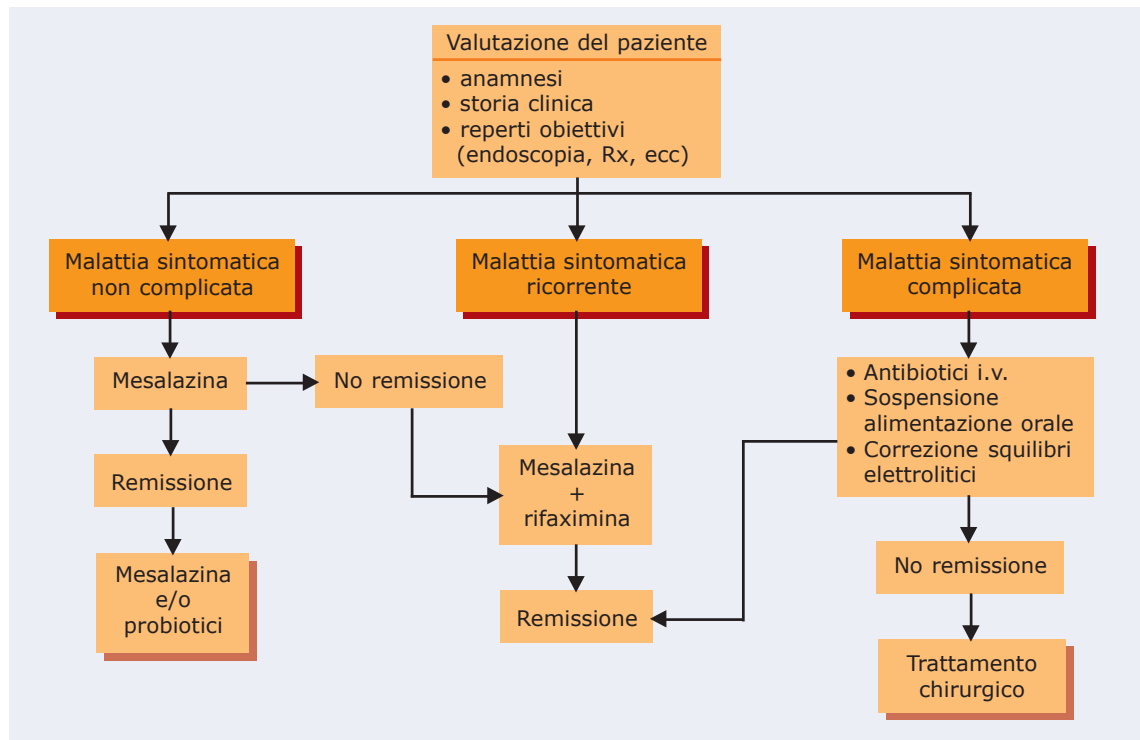 Valutazione del paziente
• anamnesi
• storia clinica
• reperti obiettivi
(endoscopia, Rx, ecc)
Malattia sintomatica
non complicata
Malattia sintomatica
ricorrente
Malattia sintomatica
complicata
Mesalazina
No remissione
• Antibiotici i.v.
• Sospensione
alimentazione orale
• Correzione squilibri
elettrolitici
Remissione
Mesalazina
+
rifaximina
Mesalazina
e/o
probiotici
Remissione
No remissione
Trattamento
chirurgico